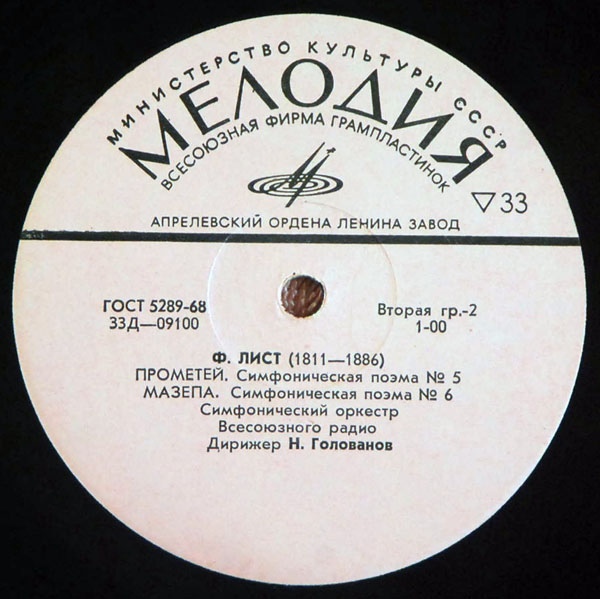 МИНИСТЕРСТВО КУЛЬТУРЫ СССР
МЕЛОДИЯ
ВСЕСОЮЗНАЯ ФИРМА ГРАМПЛАСТИНОК
▽33
АПРЕЛЕВСКИЙ ОРДЕНА ЛЕНИНА ЗАВОД
ГОСТ 5289-68
33Д—09100
Вторая гр.-2
1-00
Ф. ЛИСТ (1811—1886)
ПРОМЕТЕЙ. Симфоническая поэма № 5
МАЗЕПА. Симфоническая поэма № 6
Симфонический оркестр
Всесоюзного радио
Дирижер Н. Голованов